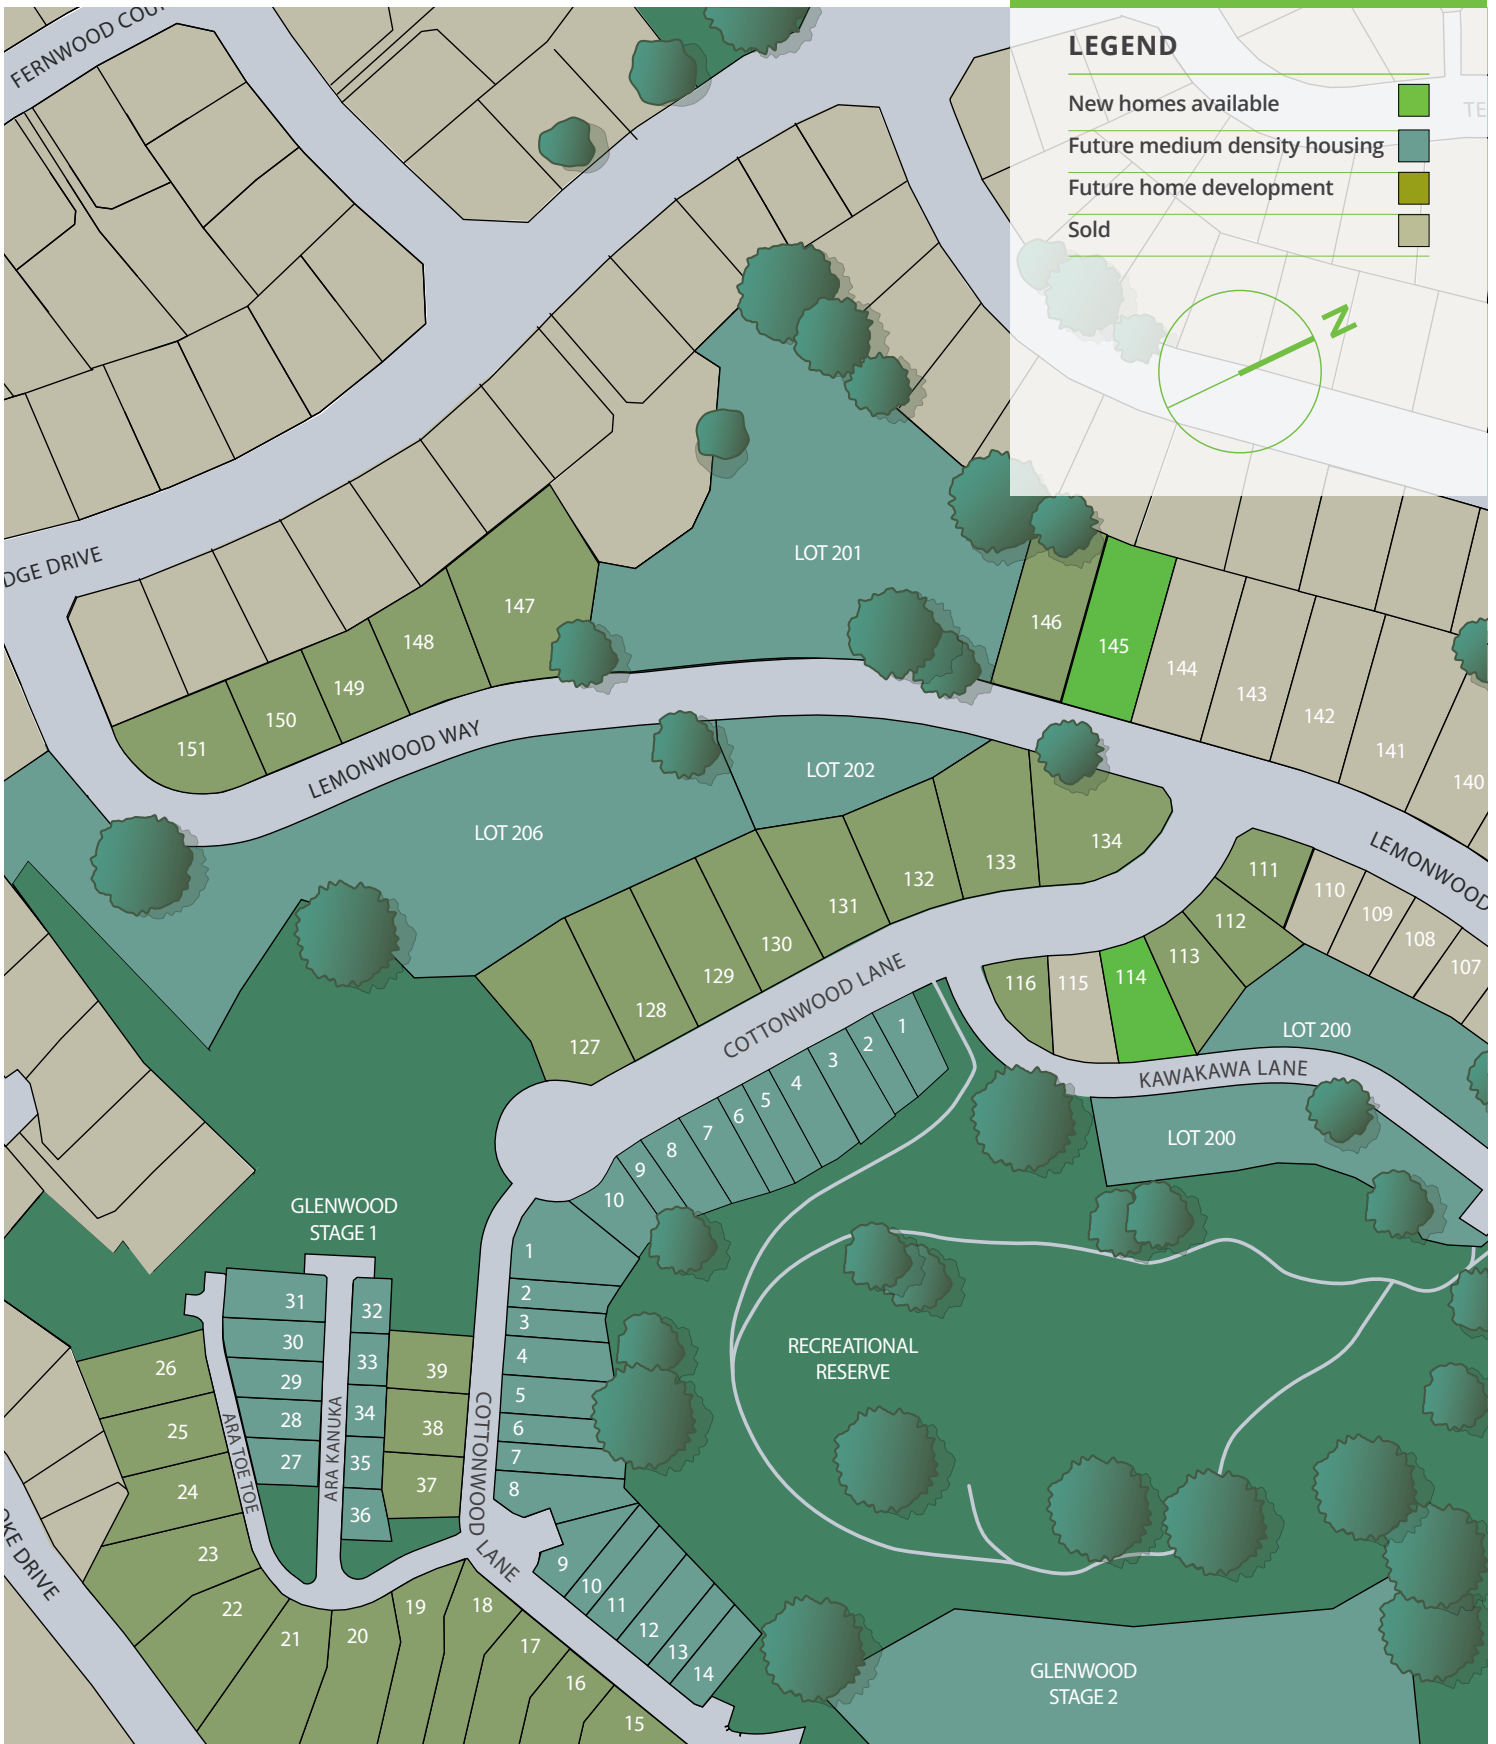 FERNWOOD COU
LEGEND
New homes available
Future medium density housing
Future home development
Sold
TE
N
DGE DRIVE
LOT 201
147
148
149
150
151
146
145
144
143
142
141
140
LEMONWOOD WAY
LOT 202
LOT 206
LEMONWOOD
134
133
132
131
130
129
128
127
111
110
109
108
107
112
113
114
115
116
COTTONWOOD LANE
LOT 200
KAWAKAWA LANE
LOT 200
1
2
3
4
5
6
7
8
9
10
GLENWOOD
STAGE 1
1
2
3
4
5
6
7
8
31
30
29
28
27
32
33
34
35
36
39
38
37
26
25
24
23
22
21
20
19
18
17
16
15
ARA TOE TOE
ARA KANUKA
COTTONWOOD LANE
RECREATIONAL
RESERVE
9
10
11
12
13
14
OKE DRIVE
GLENWOOD
STAGE 2